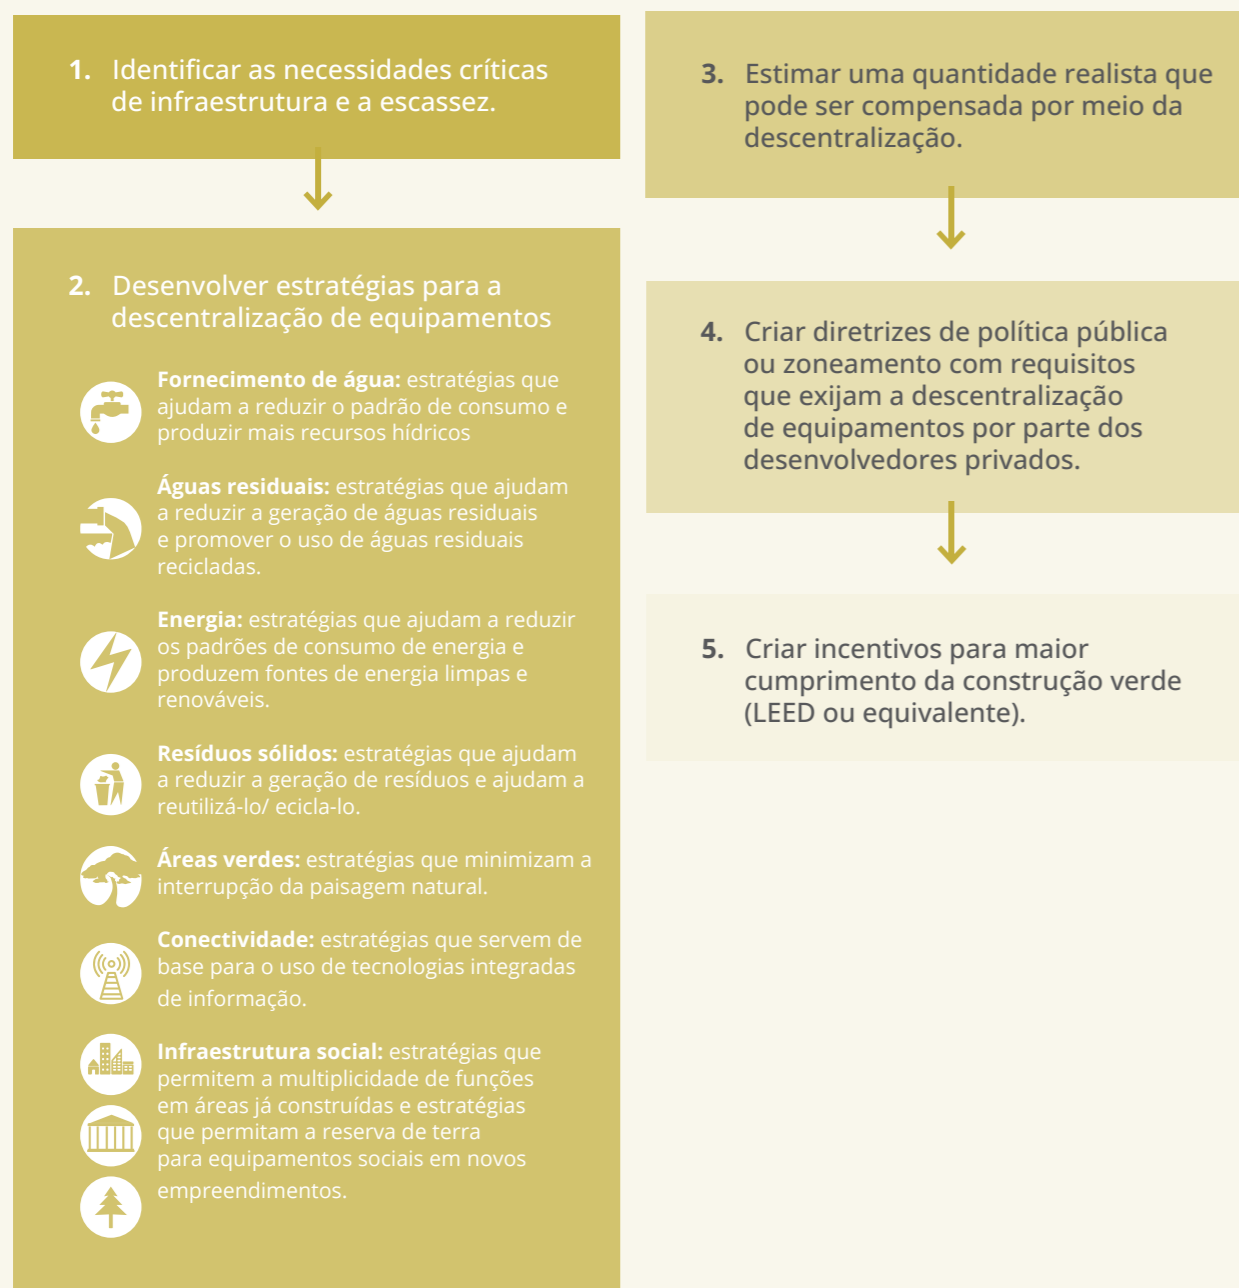 1. Identificar as necessidades críticas
de infraestrutura e a escassez.
2. Desenvolver estratégias para a
descentralização de equipamentos
Fornecimento de água: estratégias que
ajudam a reduzir o padrão de consumo e
produzir mais recursos hídricos
Águas residuais: estratégias que ajudam
a reduzir a geração de águas residuais
e promover o uso de águas residuais
recicladas.
Energia: estratégias que ajudam a reduzir
os padrões de consumo de energia e
produzem fontes de energia limpas e
renováveis.
Resíduos sólidos: estratégias que ajudam
a reduzir a geração de resíduos e ajudam a
reutilizá-lo/ ecicla-lo.
Áreas verdes: estratégias que minimizam a
interrupção da paisagem natural.
Conectividade: estratégias que servem de
base para o uso de tecnologias integradas
de informação.
Infraestrutura social: estratégias que
permitem a multiplicidade de funções
em áreas já construídas e estratégias
que permitam a reserva de terra
para equipamentos sociais em novos
empreendimentos.
3. Estimar uma quantidade realista que
pode ser compensada por meio da
descentralização.
4. Criar diretrizes de política pública
ou zoneamento com requisitos
que exijam a descentralização
de equipamentos por parte dos
desenvolvedores privados.
5. Criar incentivos para maior
cumprimento da construção verde
(LEED ou equivalente).